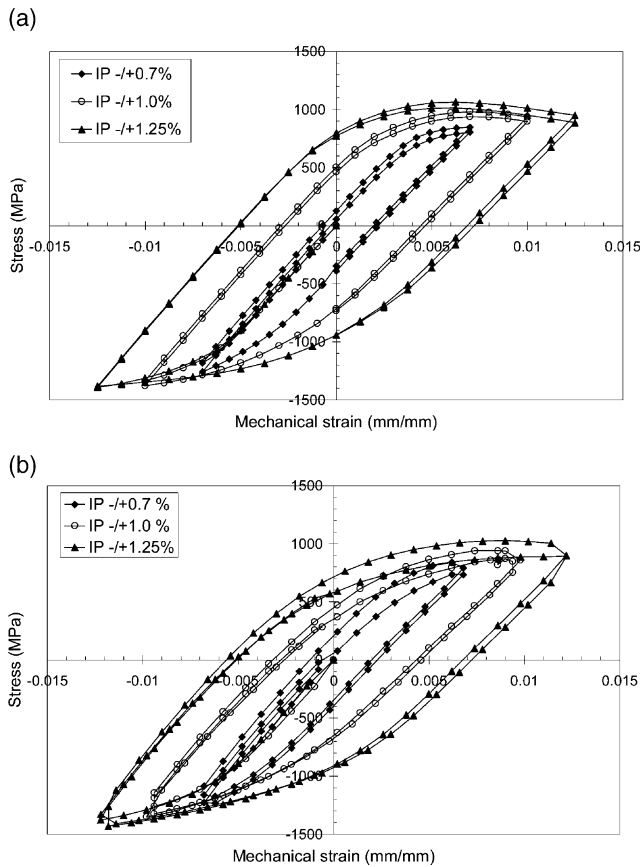 (a)
1500
IP -/+0.7%
IP -/+1.0%
IP -/+1.25%
1000
500
0
-0.015
-0.01
-0.005
0
0.005
0.01
0.015
-500
-1000
-1500
Stress (MPa)
Mechanical strain (mm/mm)
(b)
1500
IP -/+0.7 %
IP -/+1.0 %
IP -/+1.25%
1000
500
0
-0.015
-0.01
-0.005
0
0.005
0.01
0.015
-500
-1000
-1500
Stress (MPa)
Mechanical strain (mm/mm)